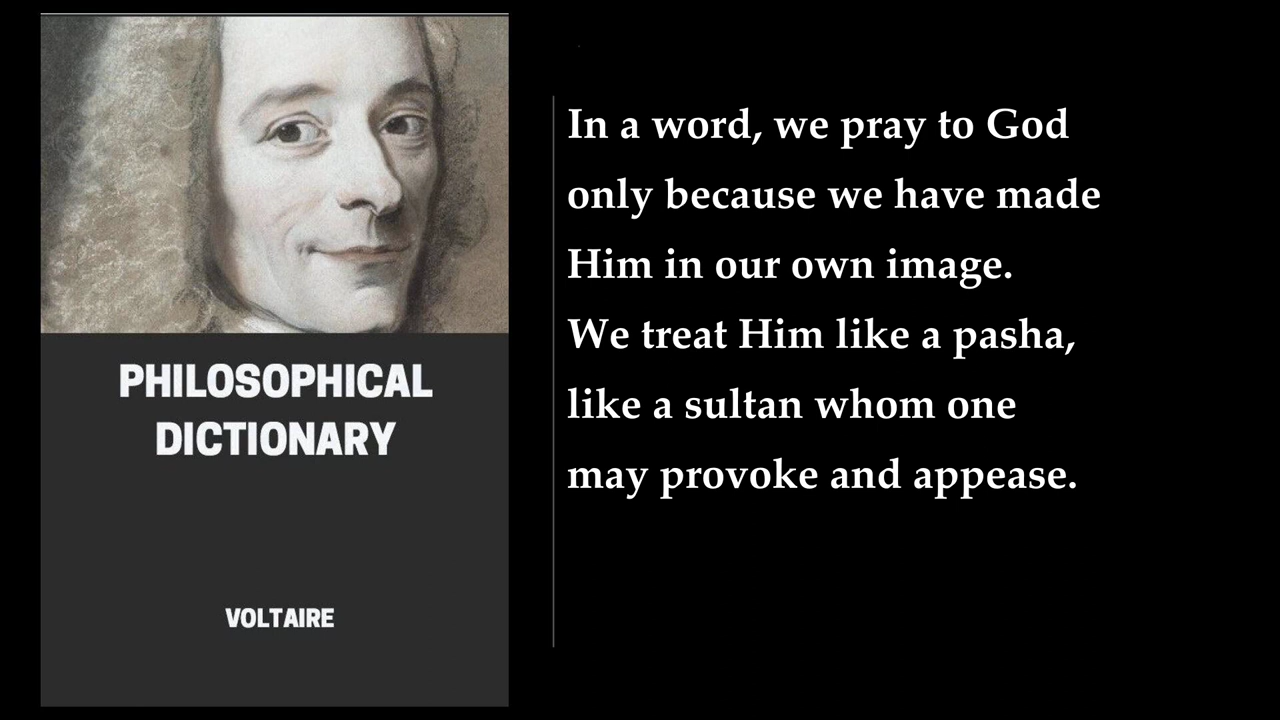 PHILOSOPHICAL
DICTIONARY
VOLTAIRE
In a word, we pray to God
only because we have made
Him in our own image.
We treat Him like a pasha,
like a sultan whom one
may provoke and appease.